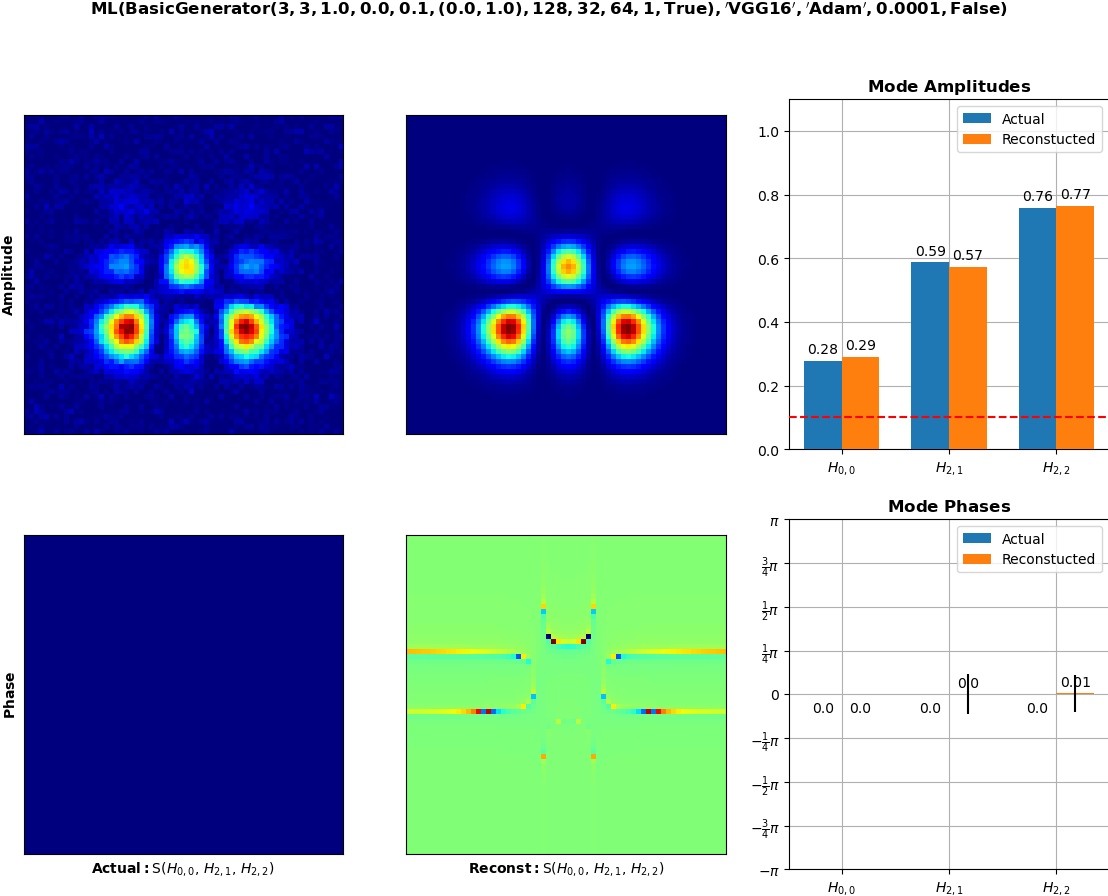 ML(BasicGenerator(3, 3, 1.0, 0.0, 0.1, (0.0, 1.0), 128, 32, 64, 1, True), ′VGG16′, ′Adam′, 0.0001, False)
Mode Amplitudes
Amplitude
1.0
0.8
0.6
0.4
0.2
0.0
Actual
Reconstucted
0.28
0.29
0.59
0.57
0.76
0.77
H0,0
H2,1
H2,2
Mode Phases
Phase
π
3/4π
1/2π
1/4π
0
−1/4π
−1/2π
−3/4π
−π
Actual
Reconstucted
0.0
0.0
0.0
0.0
0.0
0.01
H0,0
H2,1
H2,2
Actual: S(H0,0, H2,1, H2,2)
Reconst: S(H0,0, H2,1, H2,2)